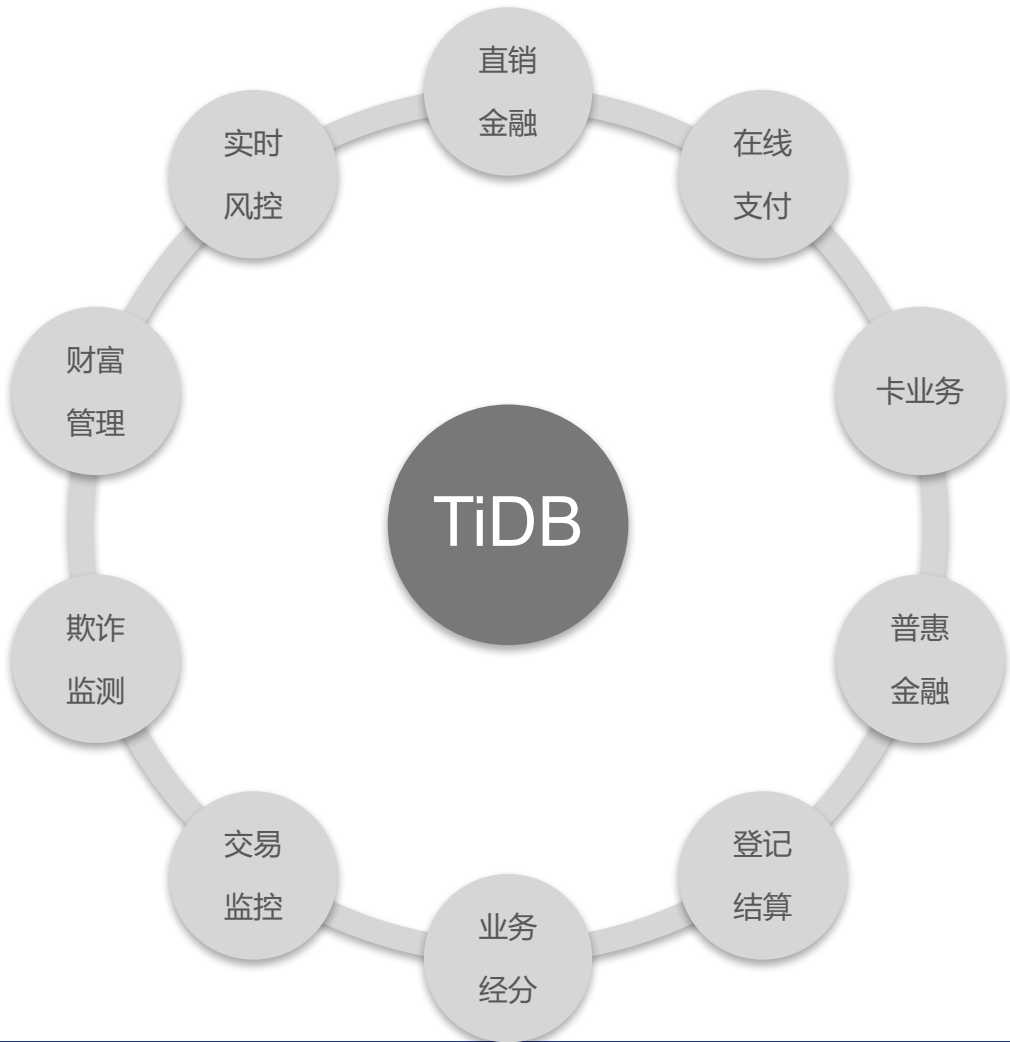 直销
金融
在线
支付
卡业务
普惠
金融
登记
结算
业务
经分
交易
监控
欺诈
监测
财富
管理
实时
风控
TiDB